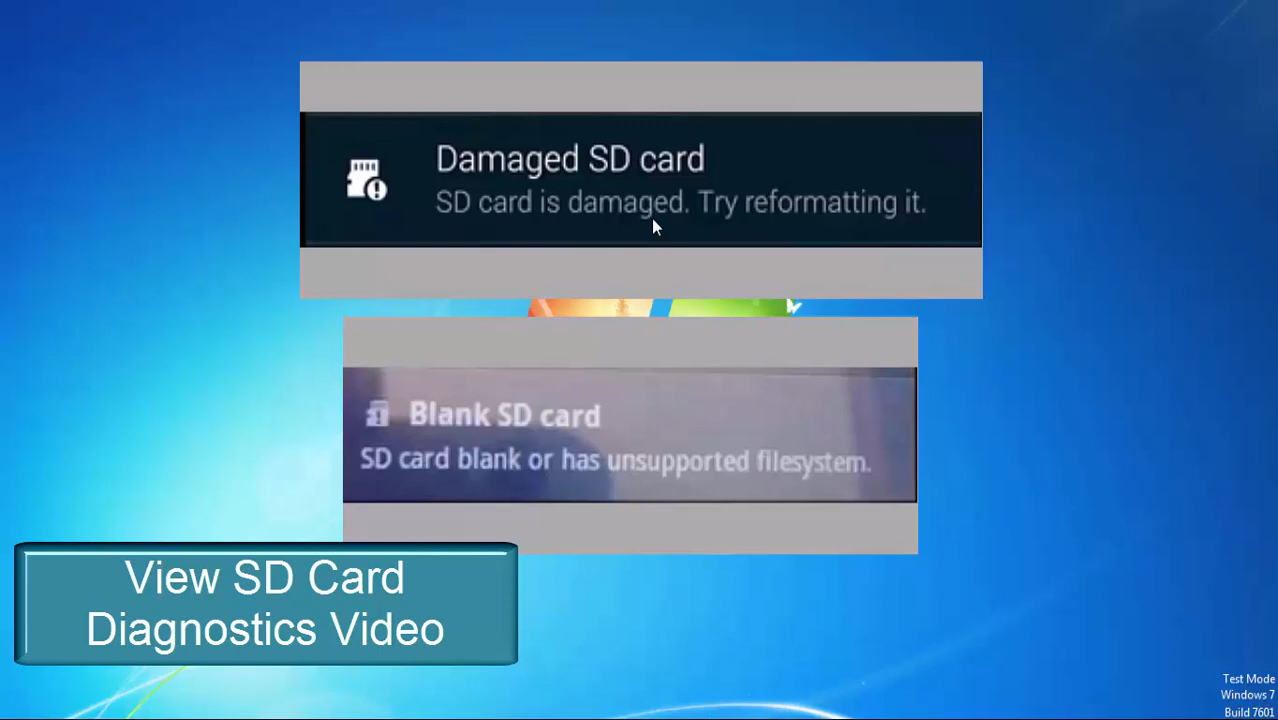 Damaged SD card
SD card is damaged. Try reformatting it.
Blank SD card
SD card blank or has unsupported filesystem.
View SD Card
Diagnostics Video
Test Mode
Windows 7
Build 7601